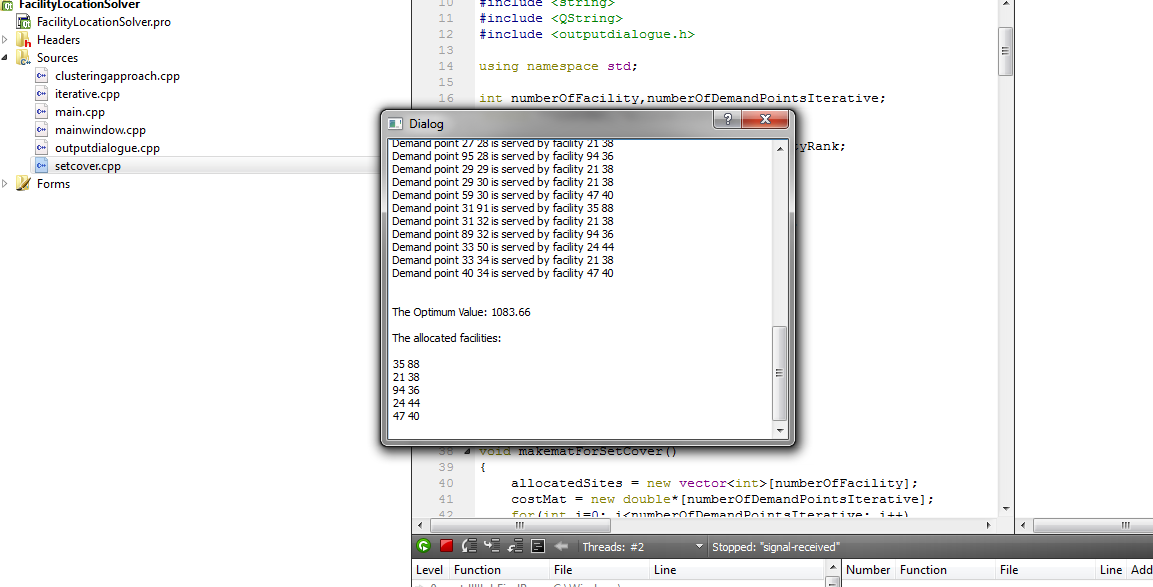 FacilityLocationSolver
FacilityLocationSolver.pro
Headers
Sources
clusteringapproach.cpp
iterative.cpp
main.cpp
mainwindow.cpp
outputdialogue.cpp
setcover.cpp
Forms
10 #include <string>
11 #include <QString>
12 #include <outputdialogue.h>
13
14 using namespace std;
15
16 int numberOfFacility,numberOfDemandPointsIterative;
yRank;
Dialog
Demand point 27 28 is served by facility 21 38
Demand point 95 28 is served by facility 94 36
Demand point 29 29 is served by facility 21 38
Demand point 29 30 is served by facility 21 38
Demand point 59 30 is served by facility 47 40
Demand point 31 91 is served by facility 35 88
Demand point 31 32 is served by facility 21 38
Demand point 89 32 is served by facility 94 36
Demand point 33 50 is served by facility 24 44
Demand point 33 34 is served by facility 21 38
Demand point 40 34 is served by facility 47 40
The Optimum Value: 1083.66
The allocated facilities:
35 88
21 38
94 36
24 44
47 40
38 void makematForSetCover()
39 {
40 allocatedSites = new vector<int>[numberOfFacility];
41 costMat = new double*[numberOfDemandPointsIterative];
42 for(int i=0; i<numberOfDemandPointsIterative; i++)
Threads: #2 Stopped: "signal-received"
Level Function File Line Number Function File Line Add